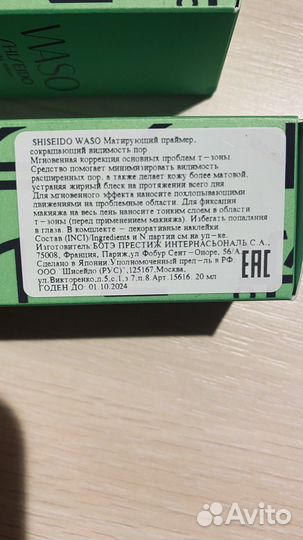 WASO
SHISEIDO
SHISEIDO WASO Матирующий праймер,
сокращающий видимость пор
Мгновенная коррекция основных проблем т-зоны
Средство помогает минимизировать видимость
расширенных пор, а также делает кожу более матовой,
устраняя жирный блеск на протяжении всего дня
Для мгновенного эффекта наносите похлопывающими
движениями на проблемные области. Для фиксации
макияжа на весь лень наносите тонким слоем в области
т-зоны (перед применением макияжа). Избегать попалания
в глаза. В комплекте - декоративные наклейки
Состав (INCI)/Ingredients и N партии см на уп-ке.
Изготовитель БОТЭ ПРЕСТИЖ ИНТЕРНАСЬОНАЛЬ С.А.,
75008, Франция, Париж,ул Фобур Сент-Оноре, 56/А
Сделано в Японии.Уполномоченный прел-ль в РФ
ООО "Шисейдо (РУС)",125167,Москва,
ул.Викторенко,д.5,с.1,э.7,п.8.Арт.15616. 20 мл
ГОДЕН ДО: 01.10.2024
EAC
Avito